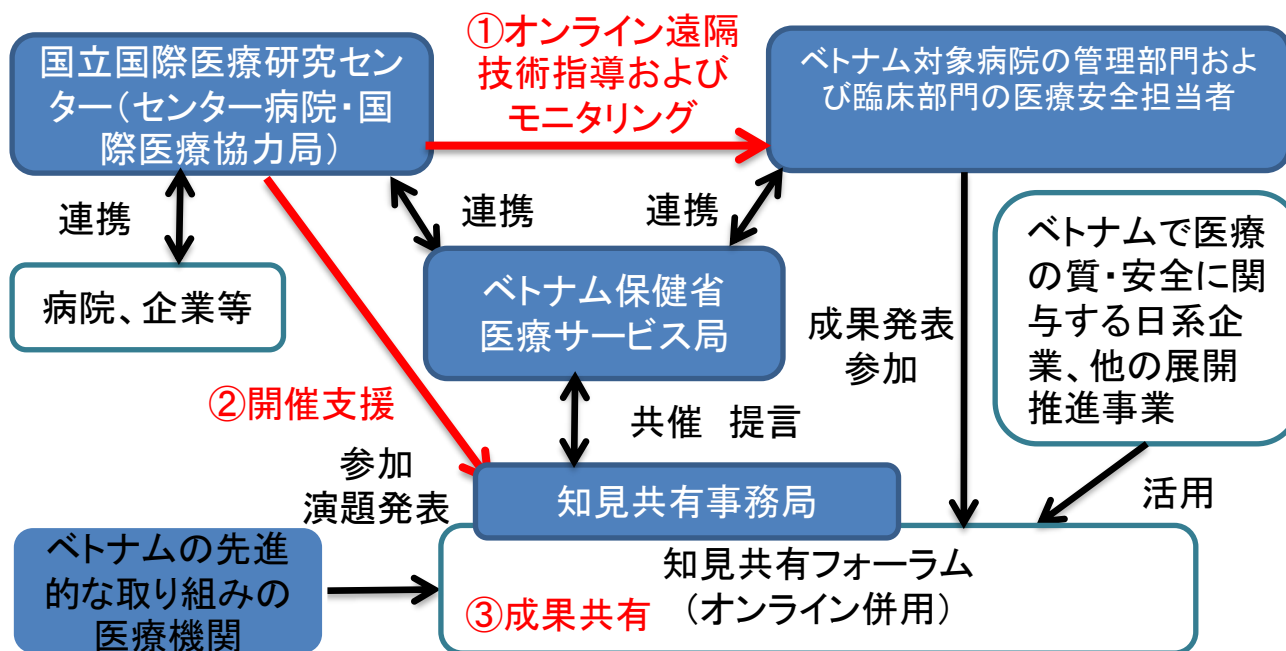 国立国際医療研究セン
ター(センター病院・国
際医療協力局)
①オンライン遠隔
技術指導および
モニタリング
ベトナム対象病院の管理部門およ
び臨床部門の医療安全担当者
連携
連携
連携
病院、企業等
ベトナム保健省
医療サービス局
ベトナムで医療
の質・安全に関
与する日系企
業、他の展開
推進事業
成果発表
参加
②開催支援
共催 提言
参加
演題発表
知見共有事務局
活用
ベトナムの先進
的な取り組みの
医療機関
知見共有フォーラム
(オンライン併用)
③成果共有